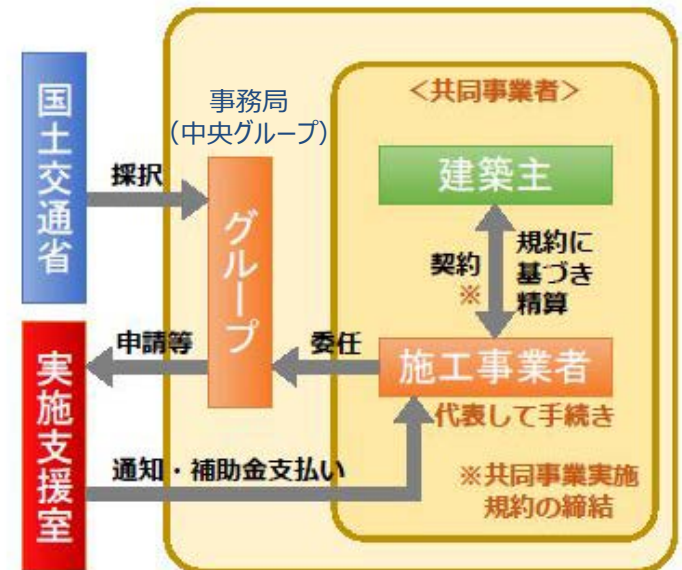 国土交通省
採択
事務局
(中央グループ)
グループ
<共同事業者>
建築主
契約
※
規約に
基づき
精算
実施支援室
申請等
委任
施工事業者
代表して手続き
通知・補助金支払い
※共同事業実施
規約の締結